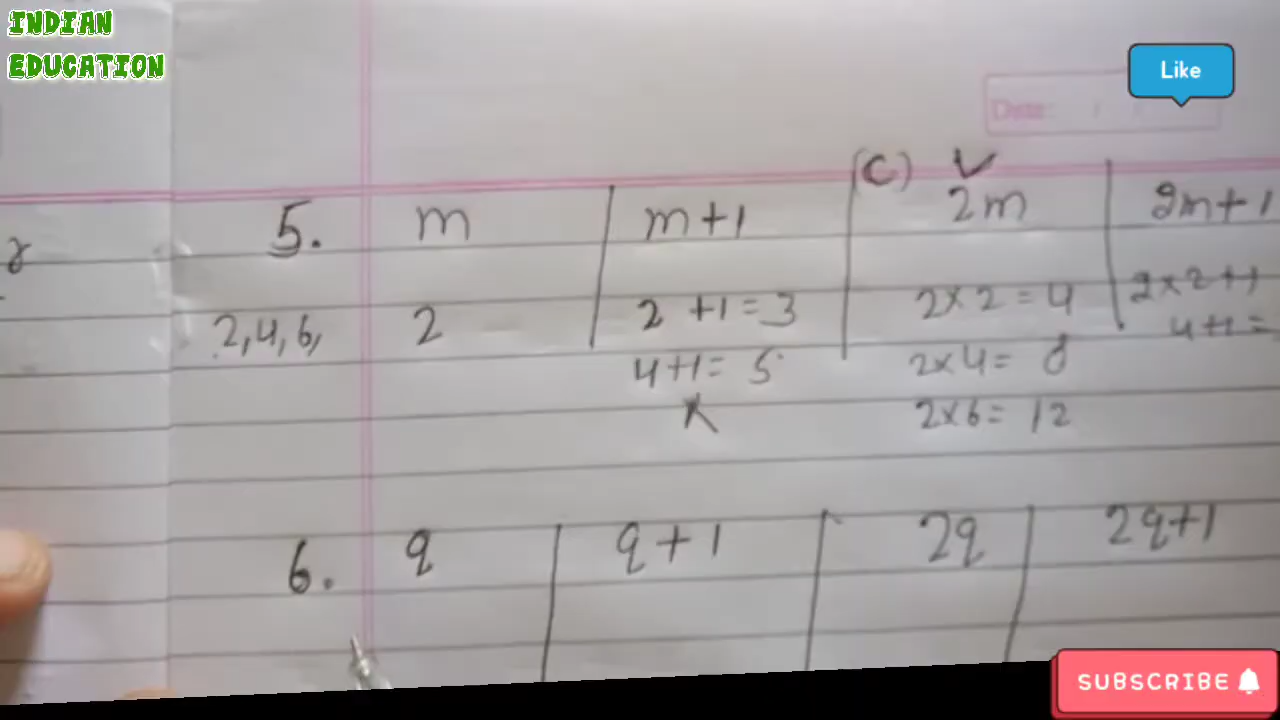 INDIAN
EDUCATION
Like
Date:
(C) ✓
5. m m+1 2m 2m+1
2,4,6, 2 2 +1=3 2×2=4 2×2+1
4+1= 5 2×4= 8 4+1=
× 2×6= 12
6. q q+1 2q 2q+1
SUBSCRIBE